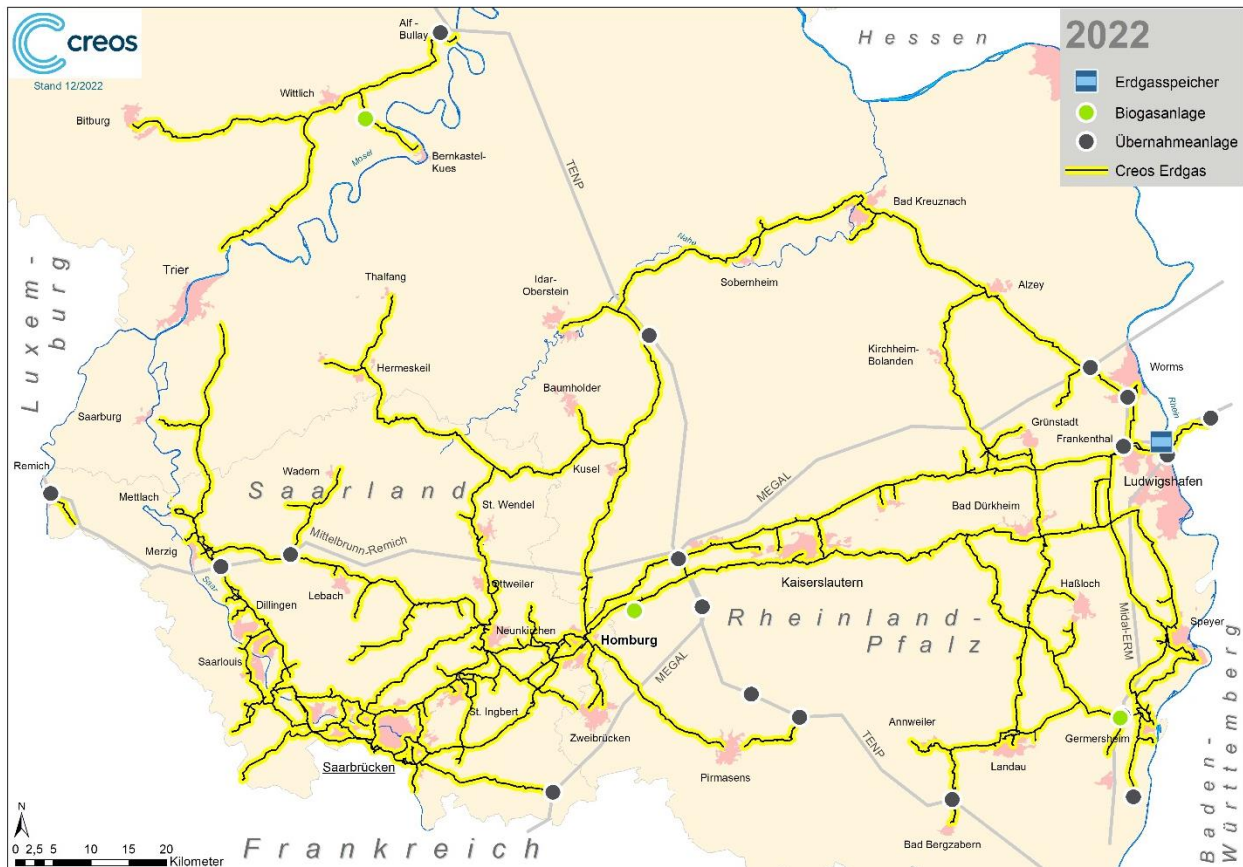 creos
Stand 12/2022
2022
Erdgasspeicher
Biogasanlage
Übernahmeanlage
Creos Erdgas
Hessen
Alf -
Bullay
Wittlich
Bitburg
Mosel
Bernkastel-
Kues
TENP
Bad Kreuznach
Nahe
Luxem-
burg
Trier
Thalfang
Idar-
Oberstein
Sobernheim
Alzey
Hermeskeil
Kirchheim-
Bolanden
Worms
Baumholder
Rhein
Saarburg
Grünstadt
Frankenthal
Remich
Wadern
Kusel
MEGAL
Ludwigshafen
Saarland
Mettlach
St. Wendel
Bad Dürkheim
Mittelbrunn-Remich
Merzig
Saar
Lebach
Ottweiler
Kaiserslautern
Haßloch
Dillingen
Neunkirchen
Homburg
Rheinland-
Pfalz
Midal-ERM
Speyer
Saarlouis
MEGAL
St. Ingbert
Zweibrücken
Annweiler
Germersheim
TENP
Saarbrücken
Pirmasens
Landau
Baden-
Württemberg
Bad Bergzabern
Frankreich
N
0 2,5 5 10 15 20
Kilometer